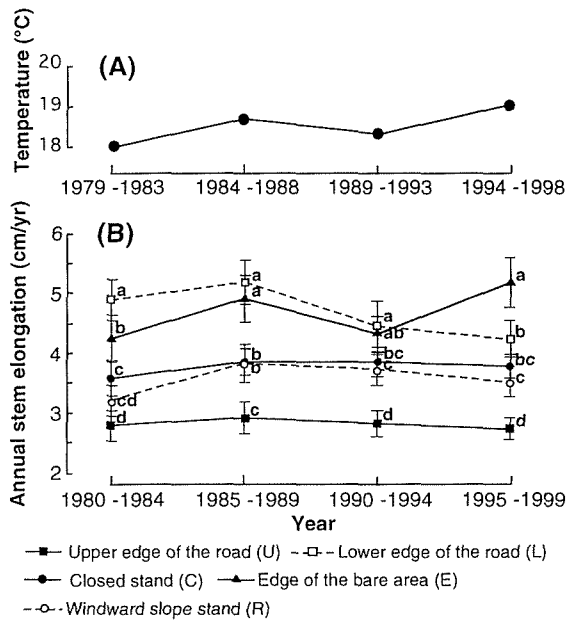 (A)
Temperature (°C)
20
19
18
1979 -1983 1984 -1988 1989 -1993 1994 -1998
(B)
Annual stem elongation (cm/yr)
6
5
4
3
2
a a a a
b a ab b
c b bc bc
cd b c c
d c d d
1980 -1984 1985 -1989 1990 -1994 1995 -1999
Year
Upper edge of the road (U) Lower edge of the road (L)
Closed stand (C) Edge of the bare area (E)
Windward slope stand (R)